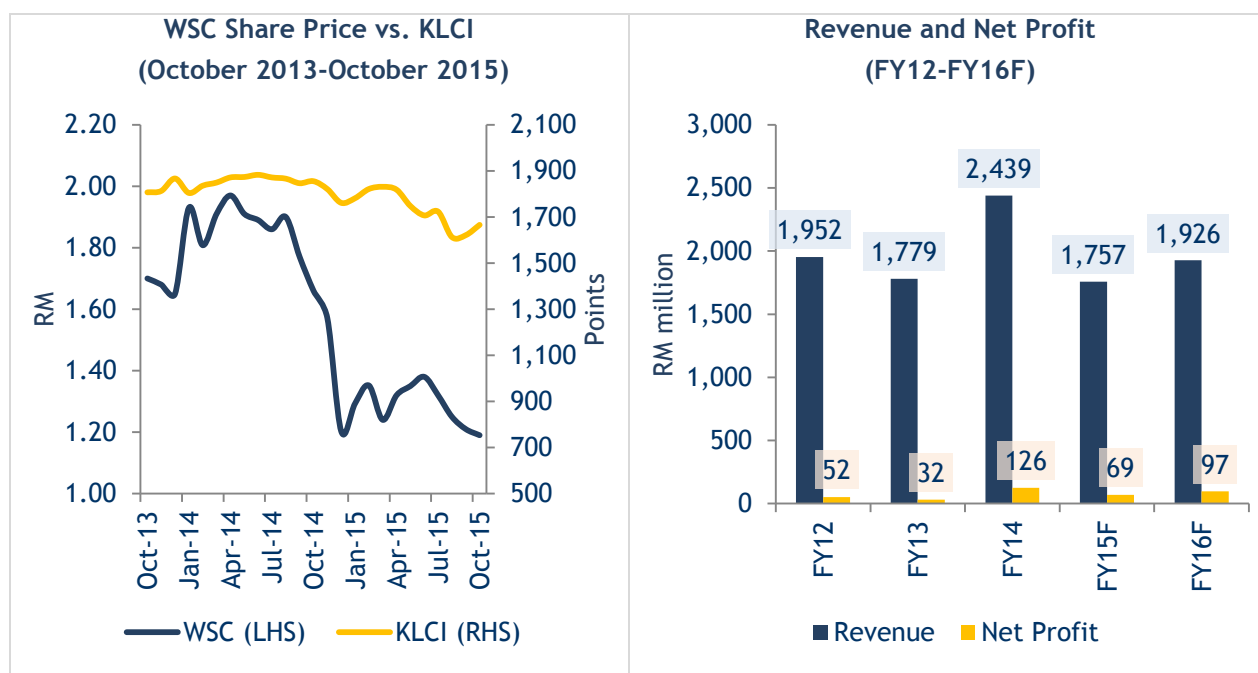 WSC Share Price vs. KLCI
(October 2013-October 2015)
2.20
2.00
1.80
1.60
1.40
1.20
1.00
RM
2,100
1,900
1,700
1,500
1,300
1,100
900
700
500
Points
Oct-13
Jan-14
Apr-14
Jul-14
Oct-14
Jan-15
Apr-15
Jul-15
Oct-15
WSC (LHS)
KLCI (RHS)
Revenue and Net Profit
(FY12-FY16F)
3,000
2,500
2,000
1,500
1,000
500
0
RM million
1,952
1,779
2,439
1,757
1,926
52
32
126
69
97
FY12
FY13
FY14
FY15F
FY16F
Revenue
Net Profit